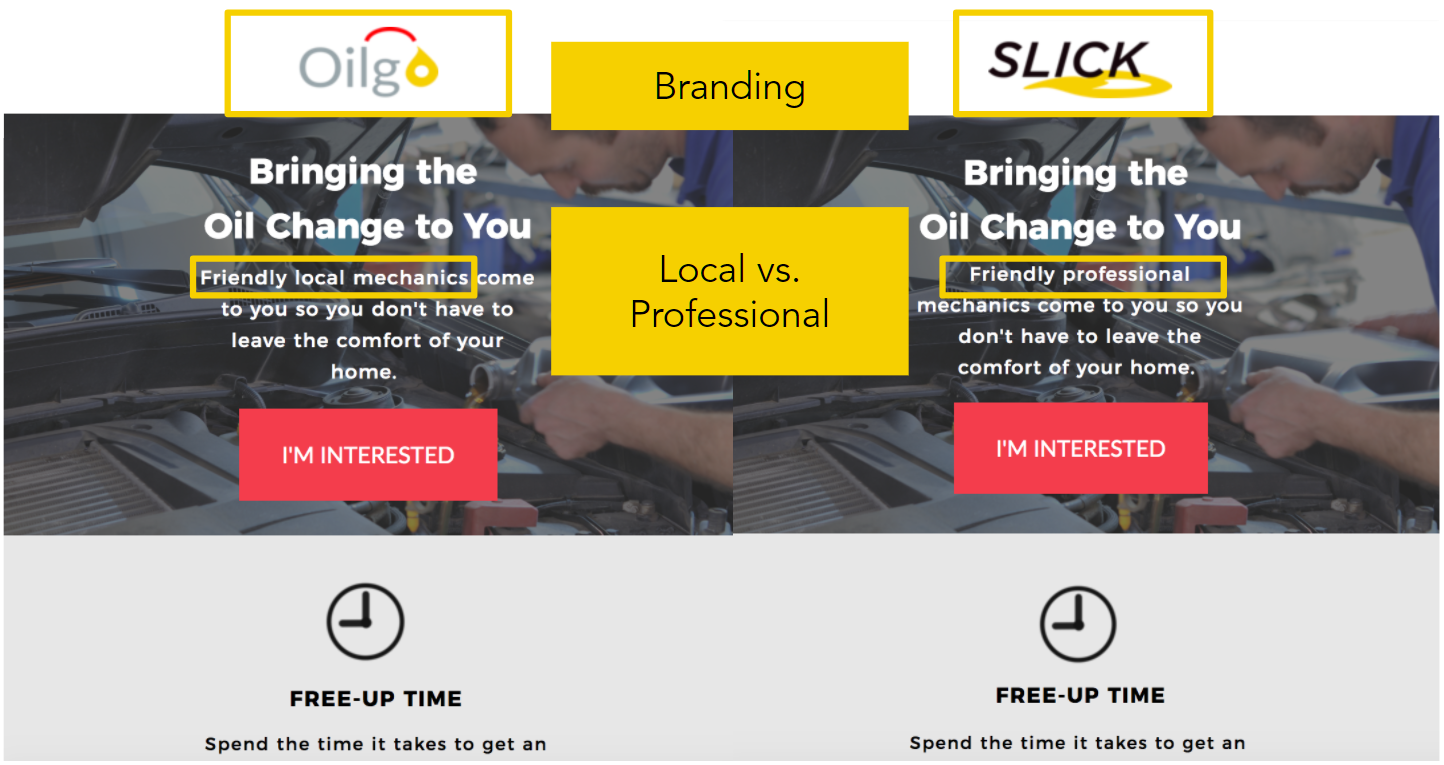 Oilgo
Bringing the
Oil Change to You
Friendly local mechanics come
to you so you don't have to
leave the comfort of your
home.
I'M INTERESTED
FREE-UP TIME
Spend the time it takes to get an
Branding
Local vs.
Professional
SLICK
Bringing the
Oil Change to You
Friendly professional
mechanics come to you so you
don't have to leave the
comfort of your home.
I'M INTERESTED
FREE-UP TIME
Spend the time it takes to get an